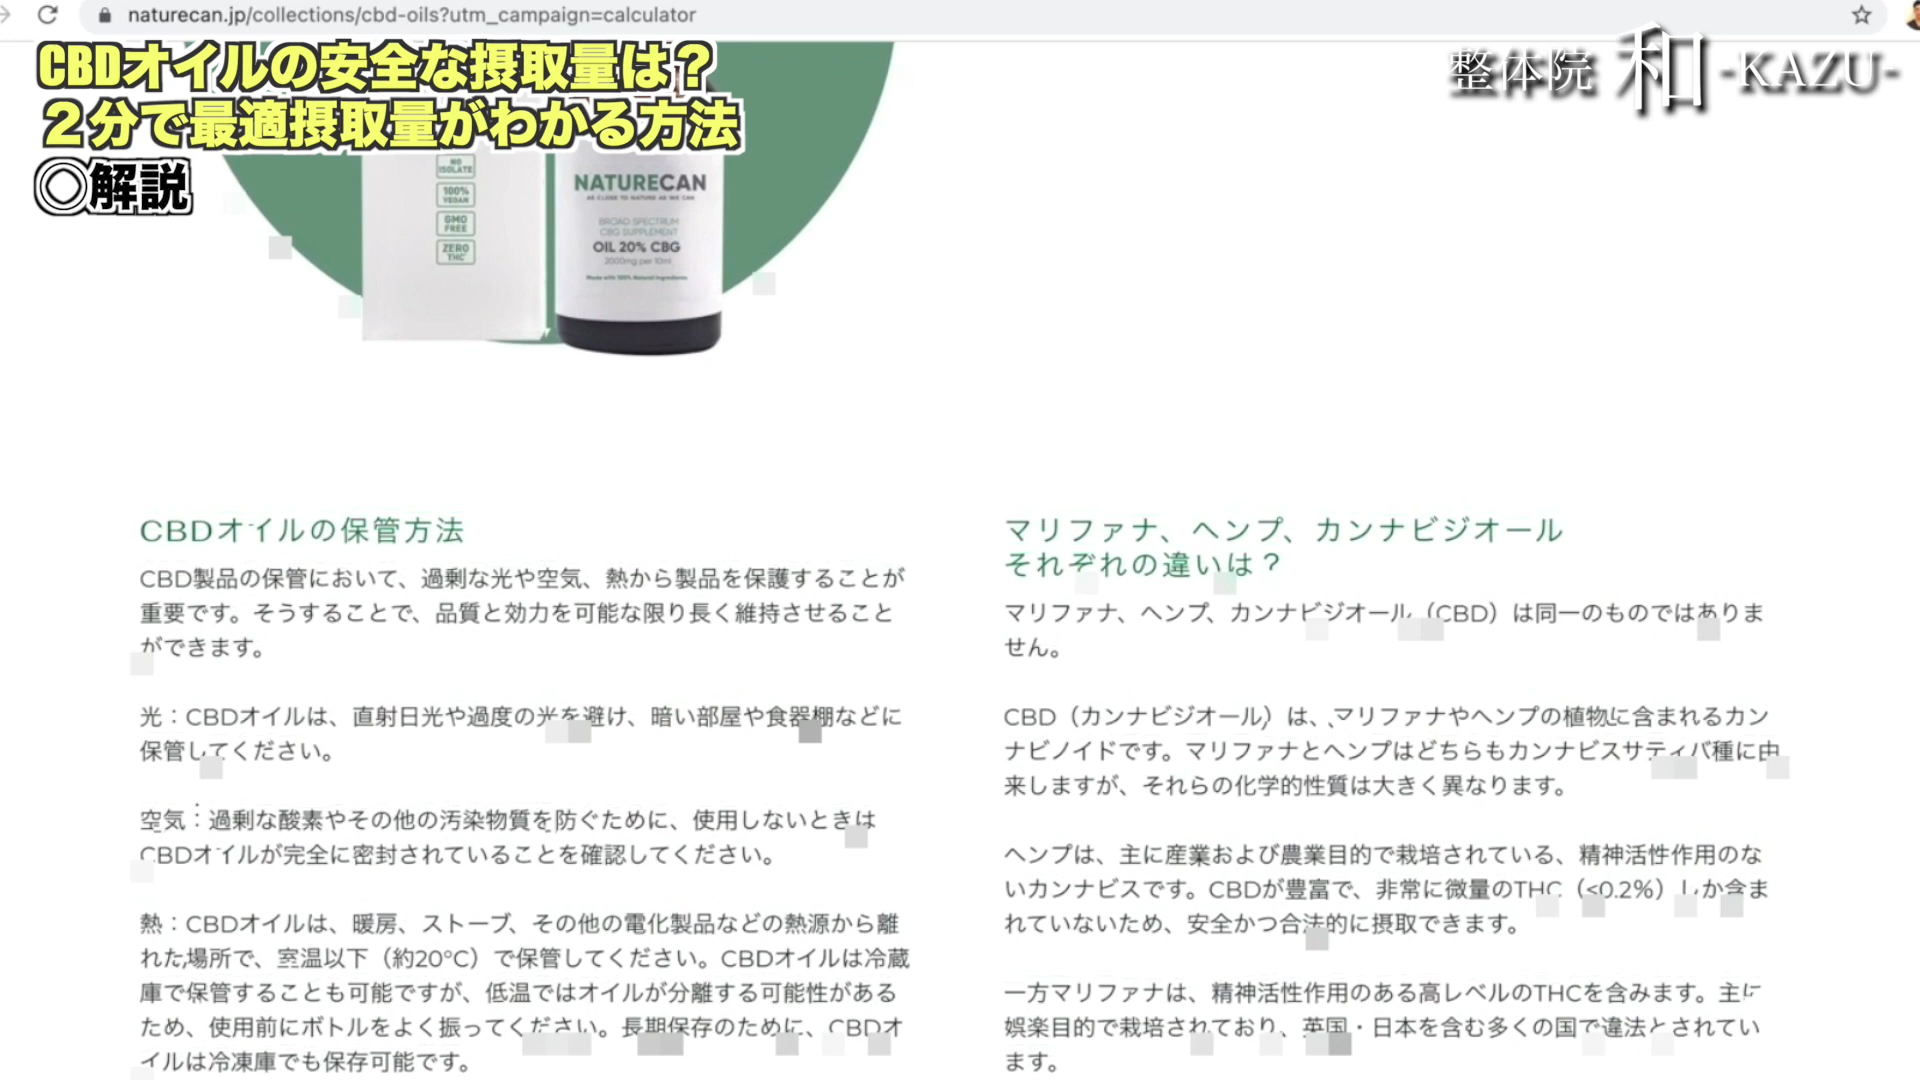 naturecan.jp/collections/cbd-oils?utm_campaign=calculator
CBDオイルの安全な摂取量は？
２分で最適摂取量がわかる方法
◎解説
整体院 和 -KAZU-
NO ISOLATE
100% VEGAN
GMO FREE
ZERO THC
NATURECAN
AS CLOSE TO NATURE AS WE CAN
BROAD SPECTRUM
CBG SUPPLEMENT
OIL 20% CBG
2000mg per 10ml
Made with 100% Natural Ingredients
CBDオイルの保管方法
CBD製品の保管において、過剰な光や空気、熱から製品を保護することが
重要です。そうすることで、品質と効力を可能な限り長く維持させること
ができます。
光：CBDオイルは、直射日光や過度の光を避け、暗い部屋や食器棚などに
保管してください。
空気：過剰な酸素やその他の汚染物質を防ぐために、使用しないときは
CBDオイルが完全に密封されていることを確認してください。
熱：CBDオイルは、暖房、ストーブ、その他の電化製品などの熱源から離
れた場所で、室温以下（約20°C）で保管してください。CBDオイルは冷蔵
庫で保管することも可能ですが、低温ではオイルが分離する可能性がある
ため、使用前にボトルをよく振ってください。長期保存のために、CBDオ
イルは冷凍庫でも保存可能です。
マリファナ、ヘンプ、カンナビジオール
それぞれの違いは？
マリファナ、ヘンプ、カンナビジオール（CBD）は同一のものではありま
せん。
CBD（カンナビジオール）は、マリファナやヘンプの植物に含まれるカン
ナビノイドです。マリファナとヘンプはどちらもカンナビスサティバ種に由
来しますが、それらの化学的性質は大きく異なります。
ヘンプは、主に産業および農業目的で栽培されている、精神活性作用のな
いカンナビスです。CBDが豊富で、非常に微量のTHC（<0.2%）しか含ま
れていないため、安全かつ合法的に摂取できます。
一方マリファナは、精神活性作用のある高レベルのTHCを含みます。主に
娯楽目的で栽培されており、英国・日本を含む多くの国で違法とされてい
ます。